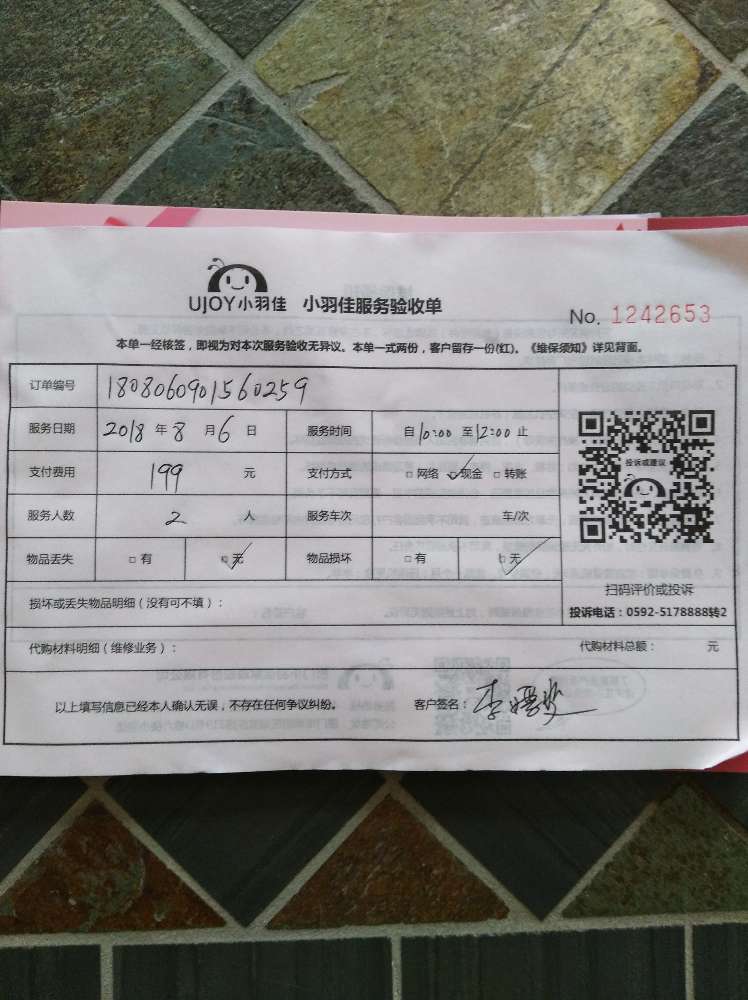 UJOY小羽佳 小羽佳服务验收单
No. 1242653
本单一经核签，即视为对本次服务验收无异议。本单一式两份，客户留存一份(红)。《维保须知》详见背面。
订单编号 180806091560259
服务日期 2018 年 8 月 6 日 服务时间 自 10:00 至 12:00 止
支付费用 199 元 支付方式 □ 网络 □ 现金 □ 转账
服务人数 2 人 服务车次 车/次
物品丢失 □ 有 □ 无 物品损坏 □ 有 □ 无
投诉或建议
扫码评价或投诉
投诉电话：0592-5178888转2
损坏或丢失物品明细（没有可不填）：
代购材料明细（维修业务）： 代购材料总额： 元
以上填写信息已经本人确认无误，不存在任何争议纠纷。 客户签名： 李